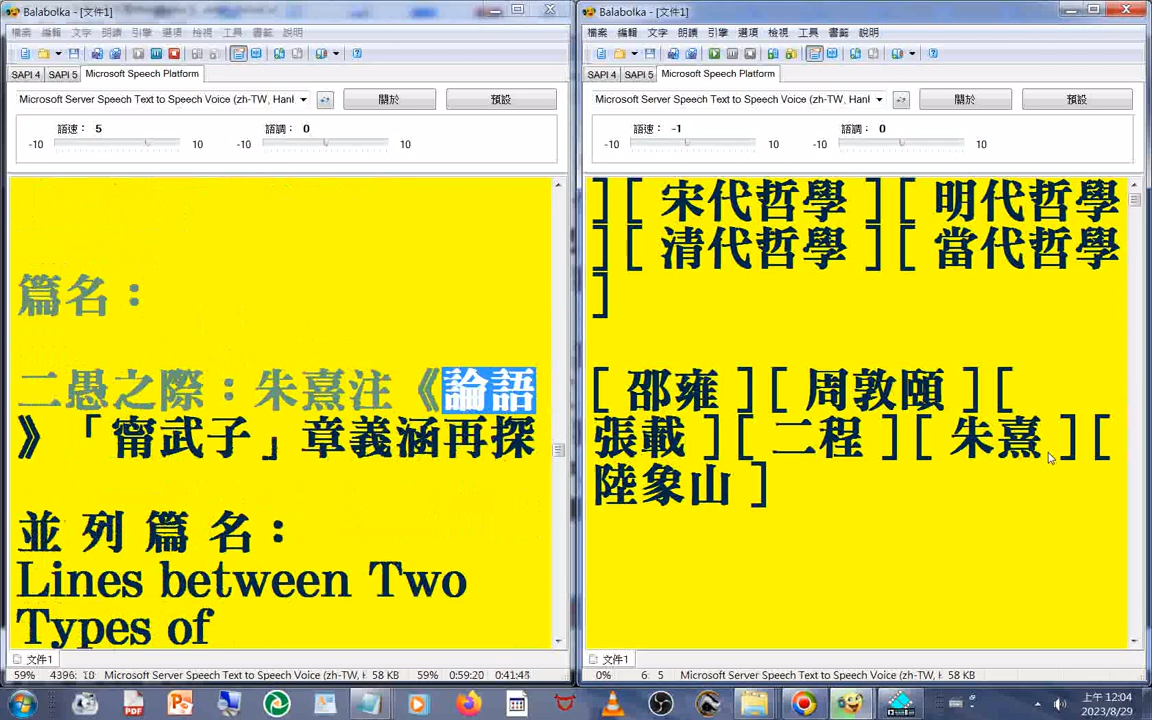 Balabolka - [文件1]
檔案 編輯 文字 朗讀 引擎 選項 檢視 工具 書籤 說明
SAPI 4 SAPI 5 Microsoft Speech Platform
Microsoft Server Speech Text to Speech Voice (zh-TW, Hanl
關於 預設
語速： 5 語調： 0
-10 10 -10 10
篇名：
二愚之際：朱熹注《論語
》「甯武子」章義涵再探
並 列 篇 名：
Lines between Two
Types of
文件1
59% 4396: 18 Microsoft Server Speech Text to Speech Voice (zh-TW, H 58 KB 59% 0:59:20 0:41:43
Balabolka - [文件1]
檔案 編輯 文字 朗讀 引擎 選項 檢視 工具 書籤 說明
SAPI 4 SAPI 5 Microsoft Speech Platform
Microsoft Server Speech Text to Speech Voice (zh-TW, Hanl
關於 預設
語速： -1 語調： 0
-10 10 -10 10
][ 宋代哲學 ][ 明代哲學
][ 清代哲學 ][ 當代哲學
]
[ 邵雍 ][ 周敦頤 ][
張載 ][ 二程 ][ 朱熹 ][
陸象山 ]
文件1
0% 6: 5 Microsoft Server Speech Text to Speech Voice (zh-TW, H 58 KB
上午 12:04
2023/8/29